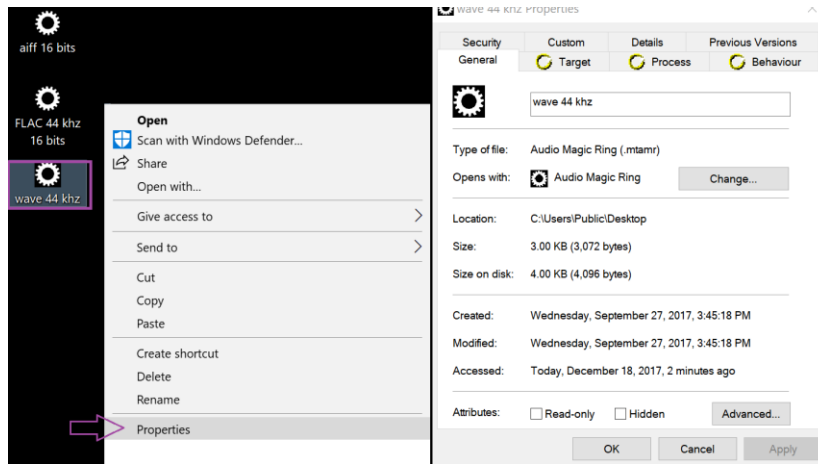 aiff 16 bits
FLAC 44 khz
16 bits
wave 44 khz
Open
Scan with Windows Defender...
Share
Open with...
Give access to
Send to
Cut
Copy
Paste
Create shortcut
Delete
Rename
Properties
wave 44 khz Properties
Security Custom Details Previous Versions
General Target Process Behaviour
wave 44 khz
Type of file: Audio Magic Ring (.mtamr)
Opens with: Audio Magic Ring Change...
Location: C:\Users\Public\Desktop
Size: 3.00 KB (3,072 bytes)
Size on disk: 4.00 KB (4,096 bytes)
Created: Wednesday, September 27, 2017, 3:45:18 PM
Modified: Wednesday, September 27, 2017, 3:45:18 PM
Accessed: Today, December 18, 2017, 2 minutes ago
Attributes: Read-only Hidden Advanced...
OK Cancel Apply